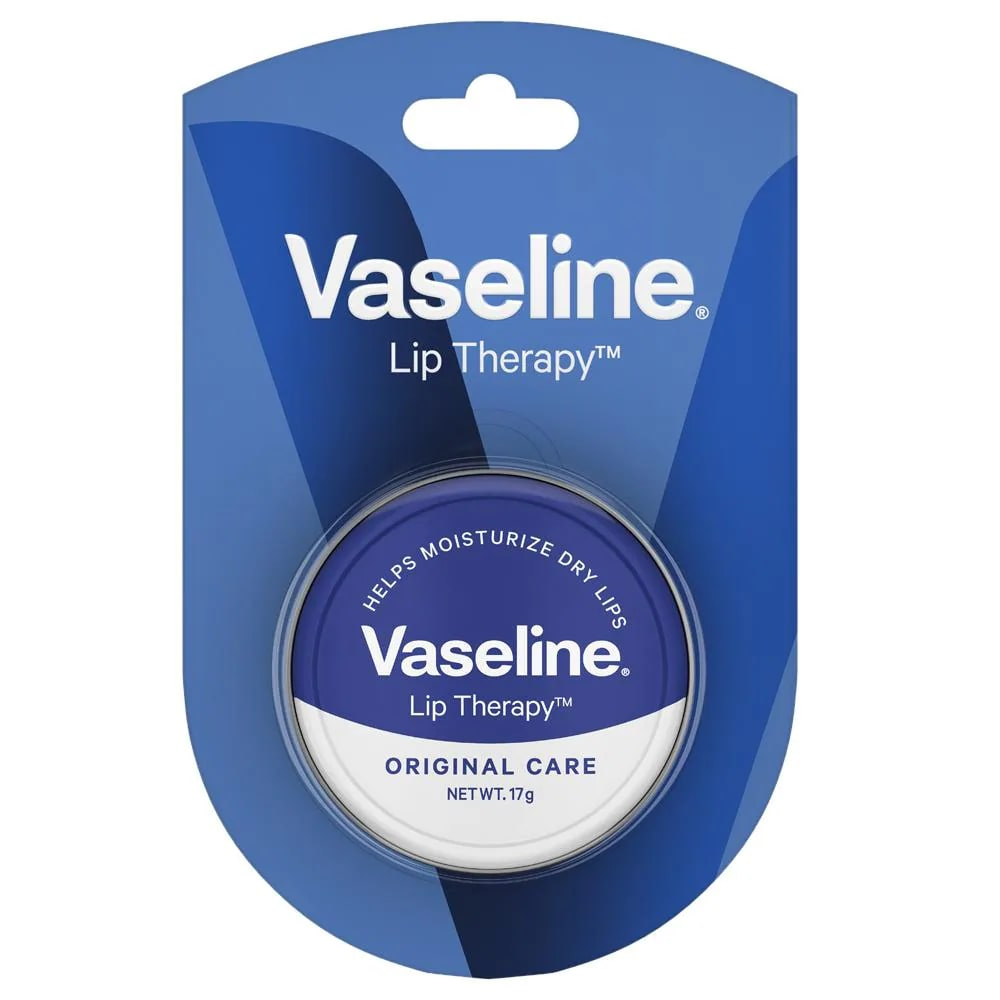 Vaseline®
Lip Therapy™
HELPS MOISTURIZE DRY LIPS
Vaseline®
Lip Therapy™
ORIGINAL CARE
NET WT. 17g